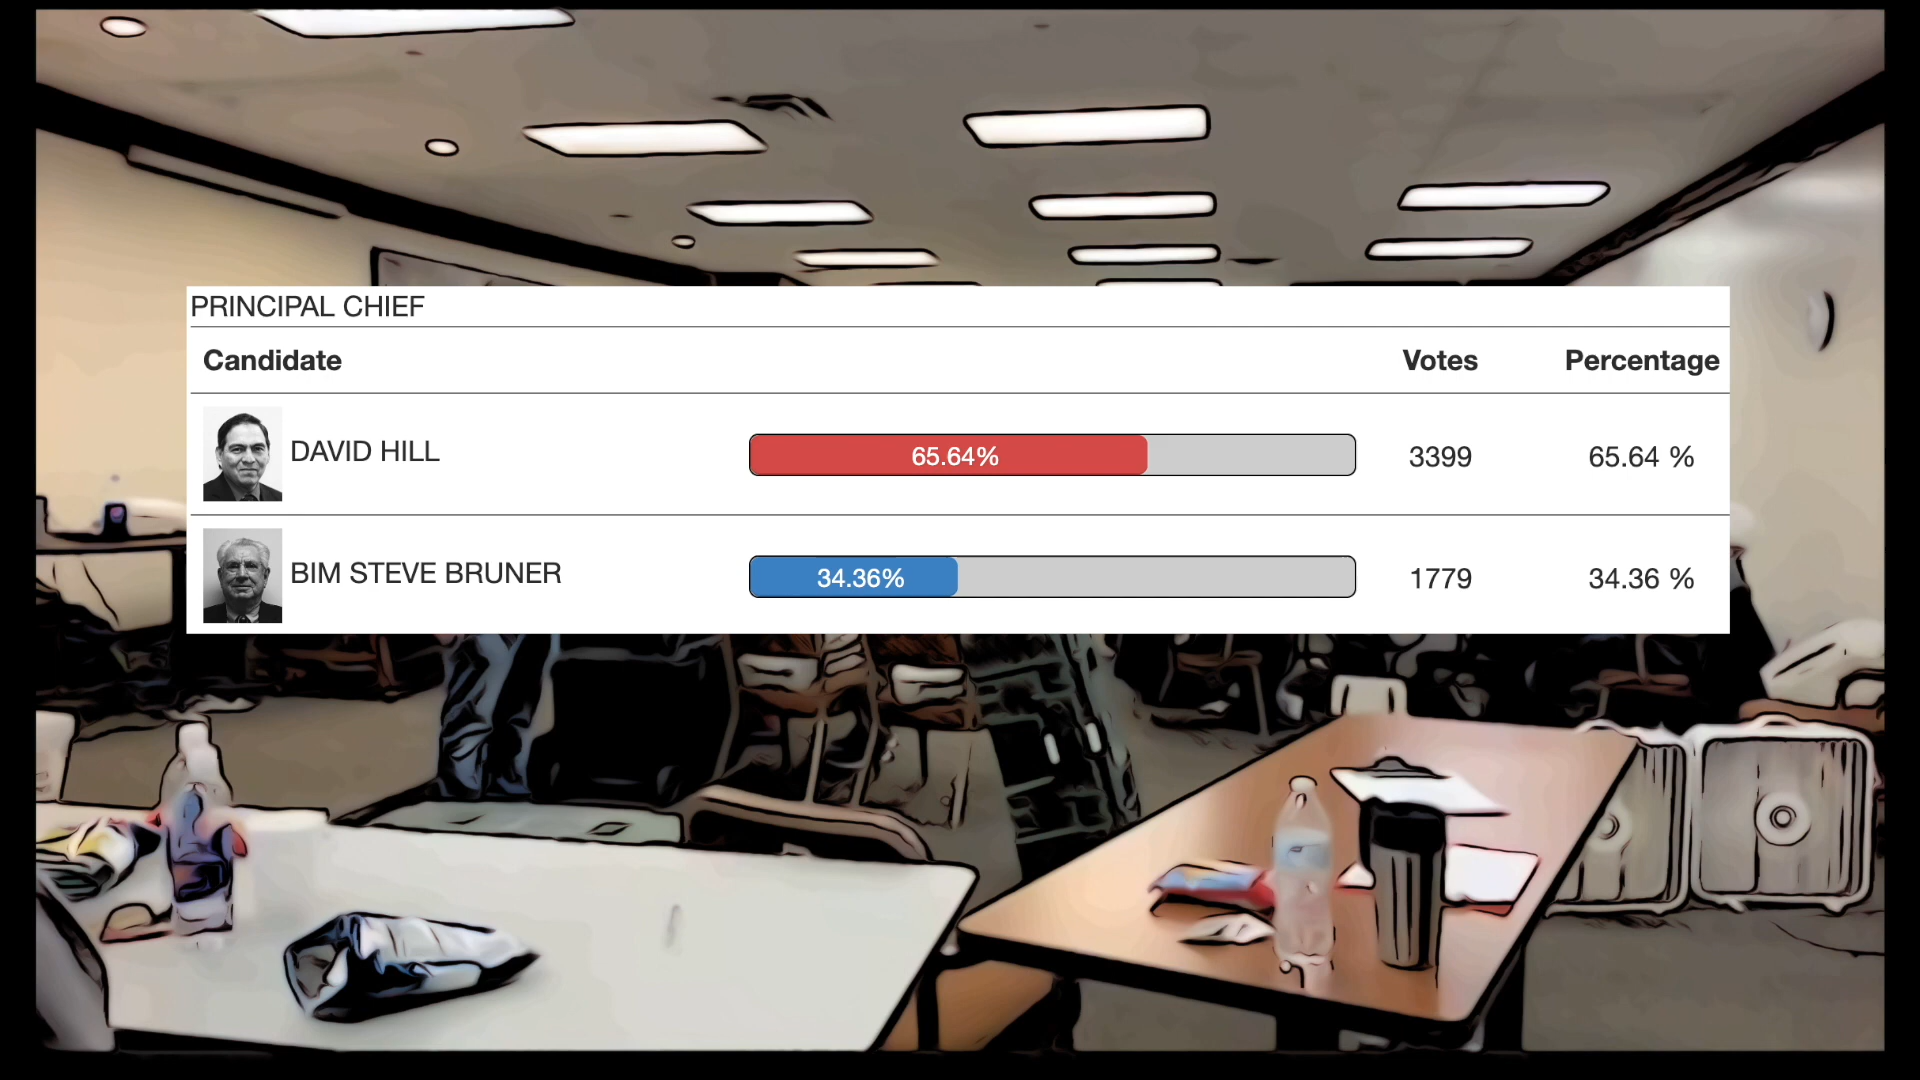 PRINCIPAL CHIEF
Candidate Votes Percentage
DAVID HILL 65.64% 3399 65.64 %
BIM STEVE BRUNER 34.36% 1779 34.36 %